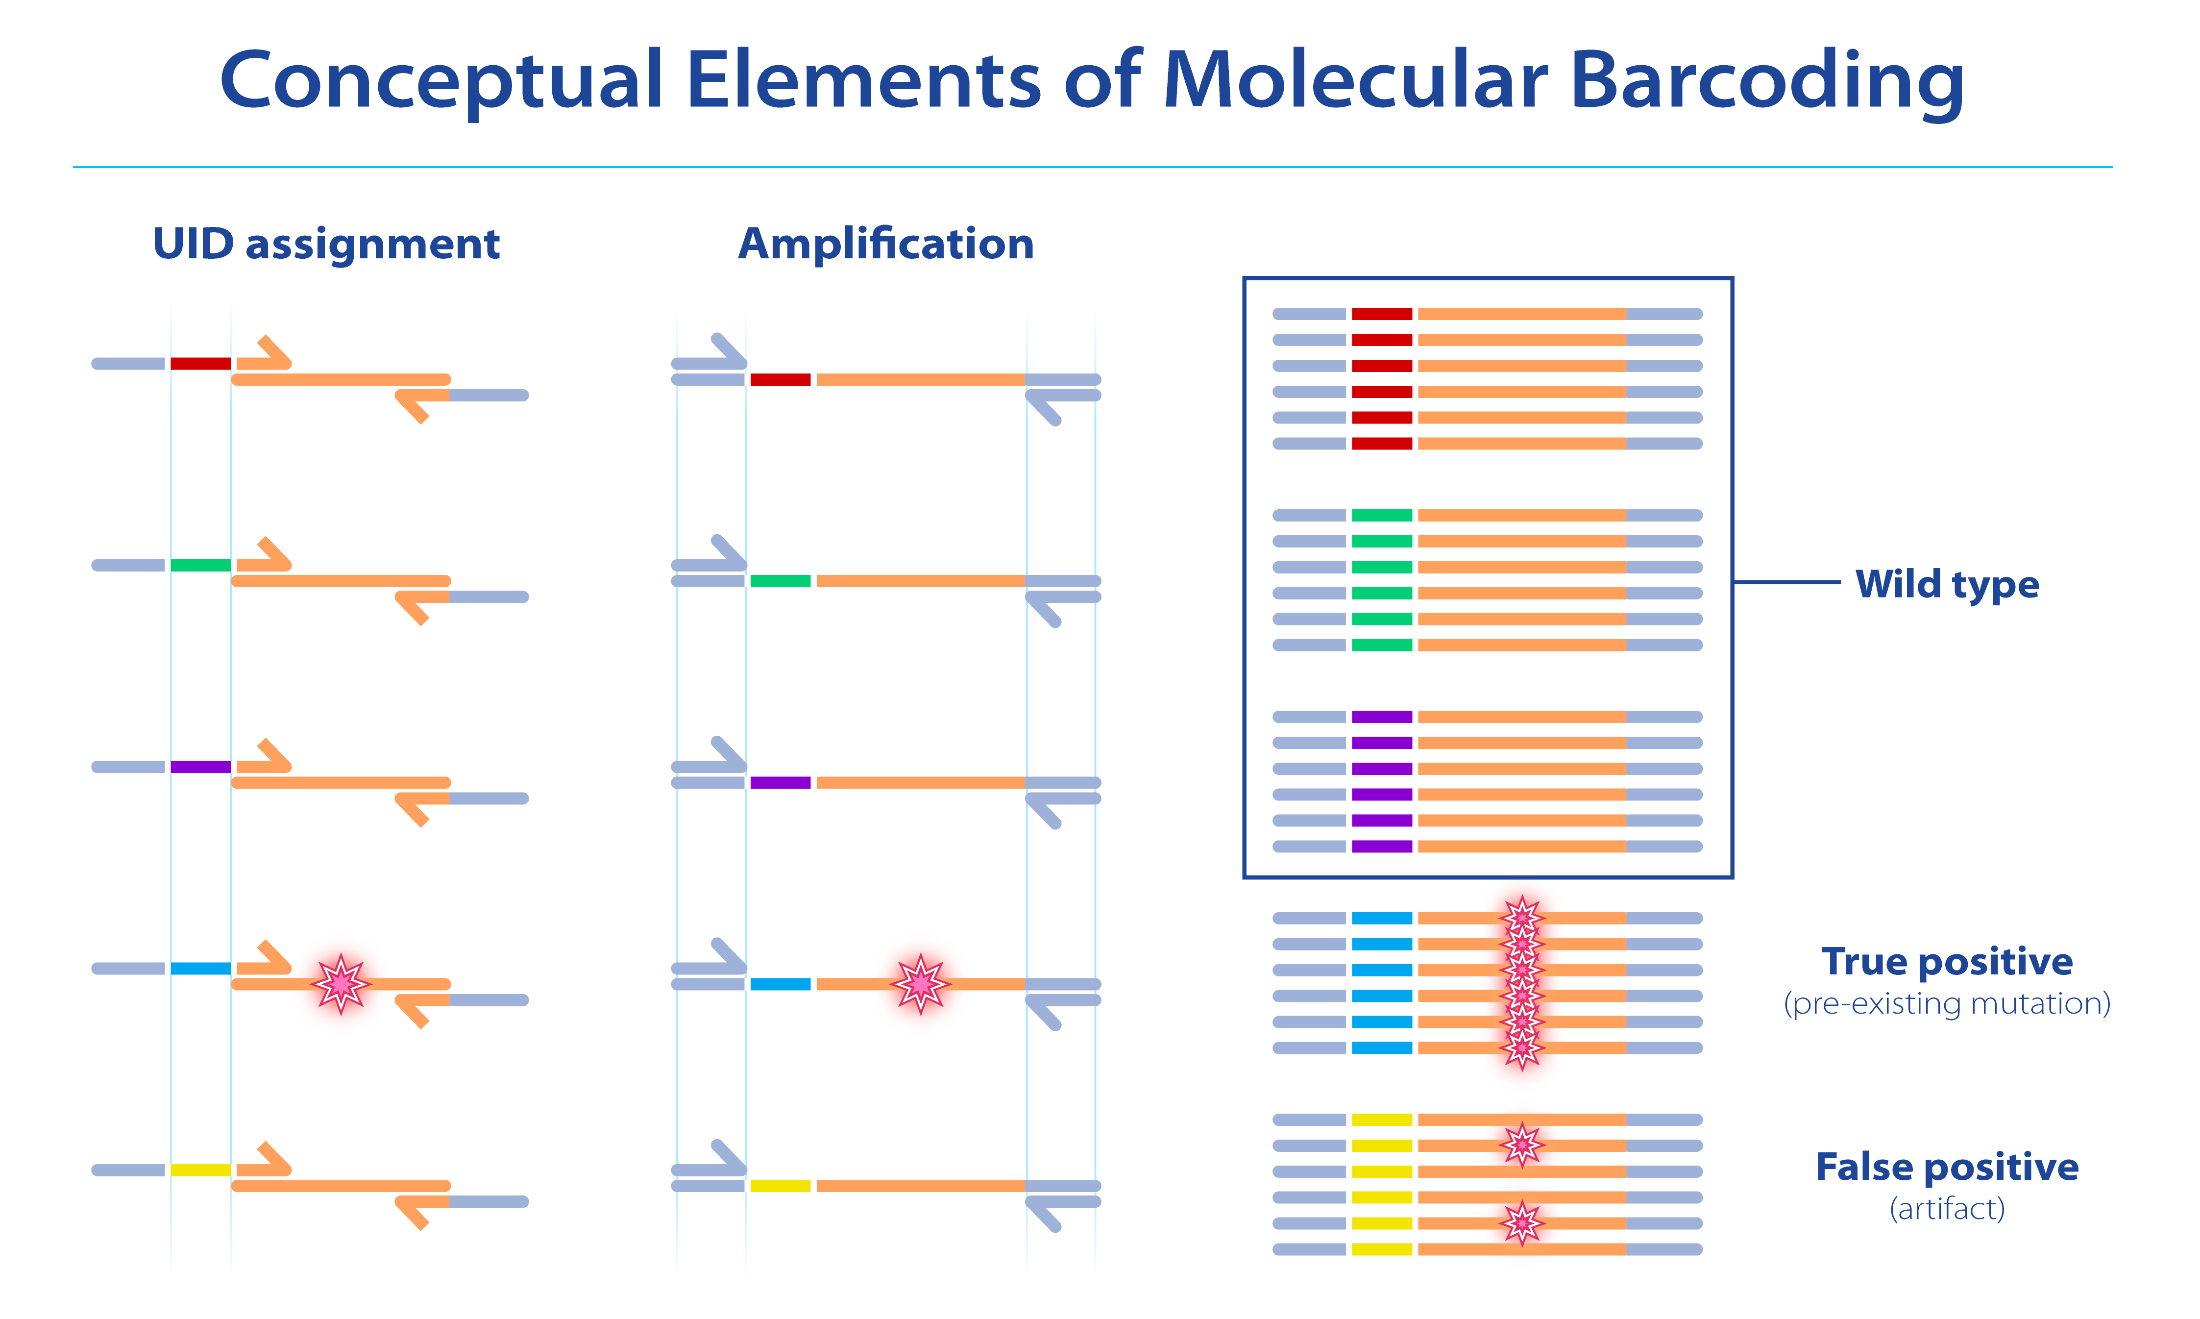 Conceptual Elements of Molecular Barcoding
UID assignment
Amplification
Wild type
True positive
(pre-existing mutation)
False positive
(artifact)